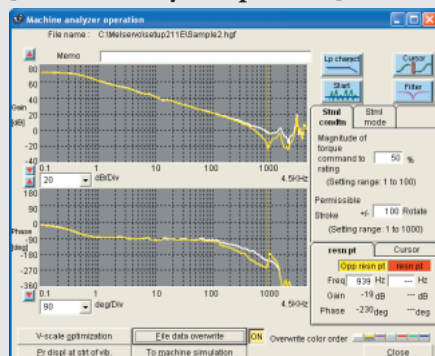 Machine analyzer operation
File name : C:\Melservo\setup211E\Sample2.hgf
Memo
Lp charact
Cursor
Start
Filter
80
60
40
20
0
-20
-40
Gain
[dB]
0.1 1 10 100 1000
4.5KHz
20 dB/Div
Stml condtn
Stml mode
Magnitude of
torque
command to 50 %
rating
(Setting range: 1 to 100)
Permissible
Stroke +/- 100 Rotate
(Setting range: 1 to 1000)
180
90
0
-90
-180
-270
-360
Phase
[deg]
0.1 1 10 100 1000
4.5KHz
90 deg/Div
resn pt
Cursor
Opp resn pt
resn pt
Freq 939 Hz --- Hz
Gain -19 dB --- dB
Phase -230 deg --- deg
V-scale optimization
File data overwrite
ON
Overwrite color order
Pr displ at strt of vib.
To machine simulation
Close